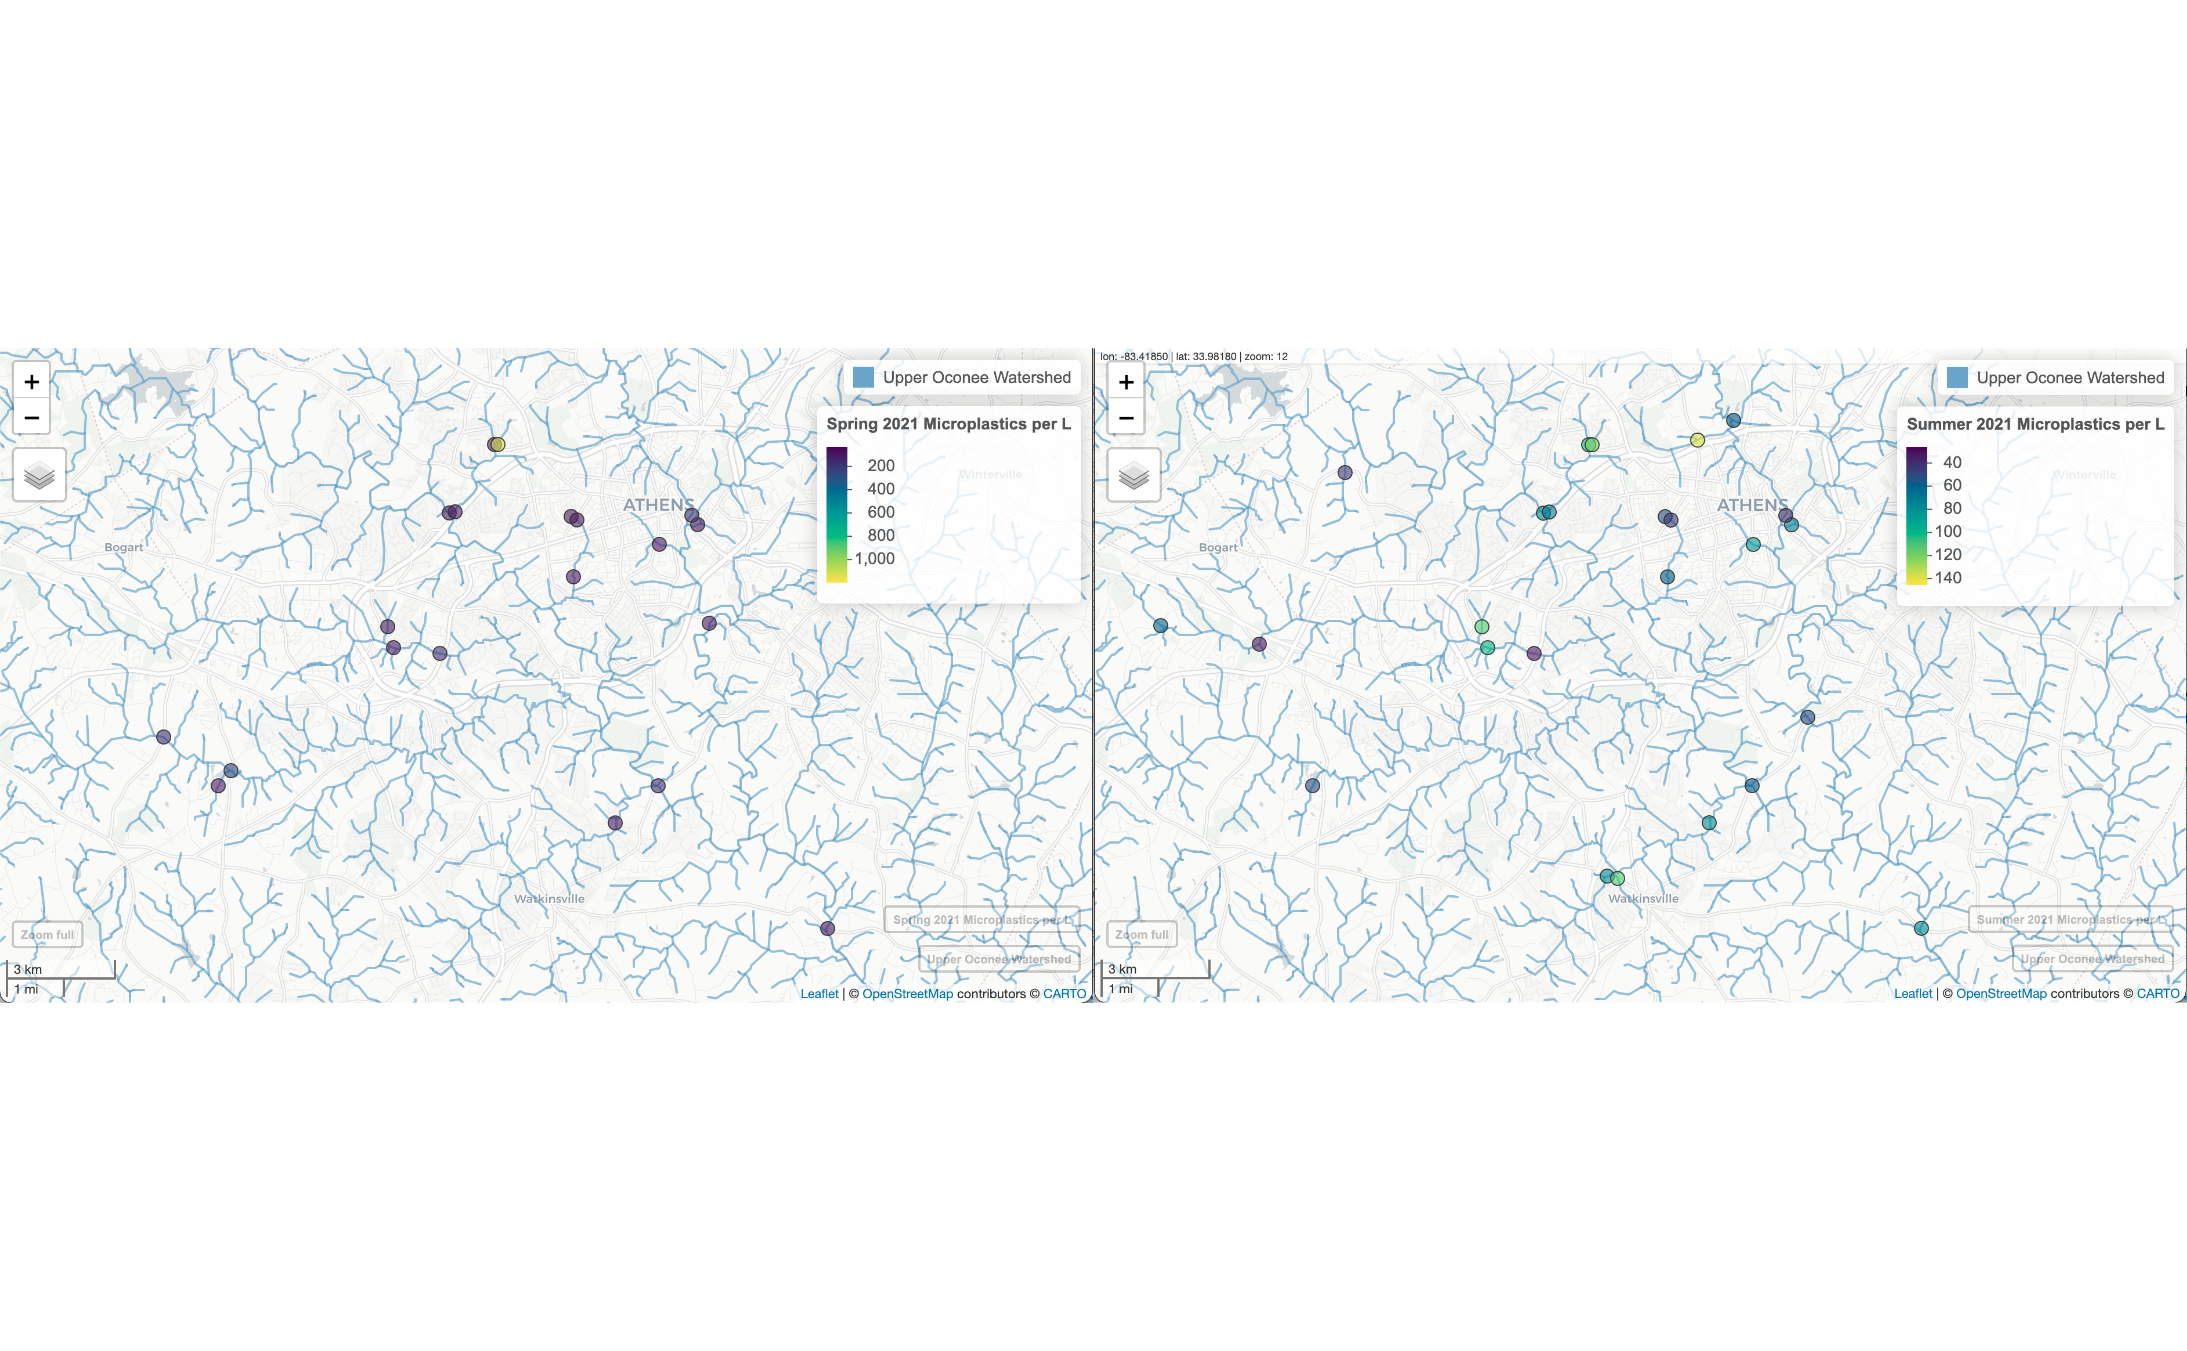 +
−
Upper Oconee Watershed
Spring 2021 Microplastics per L
200
400
600
800
1,000
Winterville
ATHENS
Bogart
Watkinsville
Spring 2021 Microplastics per L
Upper Oconee Watershed
Zoom full
3 km
1 mi
Leaflet | © OpenStreetMap contributors © CARTO
lon: -83.41850 | lat: 33.98180 | zoom: 12
+
−
Upper Oconee Watershed
Summer 2021 Microplastics per L
40
60
80
100
120
140
Winterville
ATHENS
Bogart
Watkinsville
Summer 2021 Microplastics per L
Upper Oconee Watershed
Zoom full
3 km
1 mi
Leaflet | © OpenStreetMap contributors © CARTO